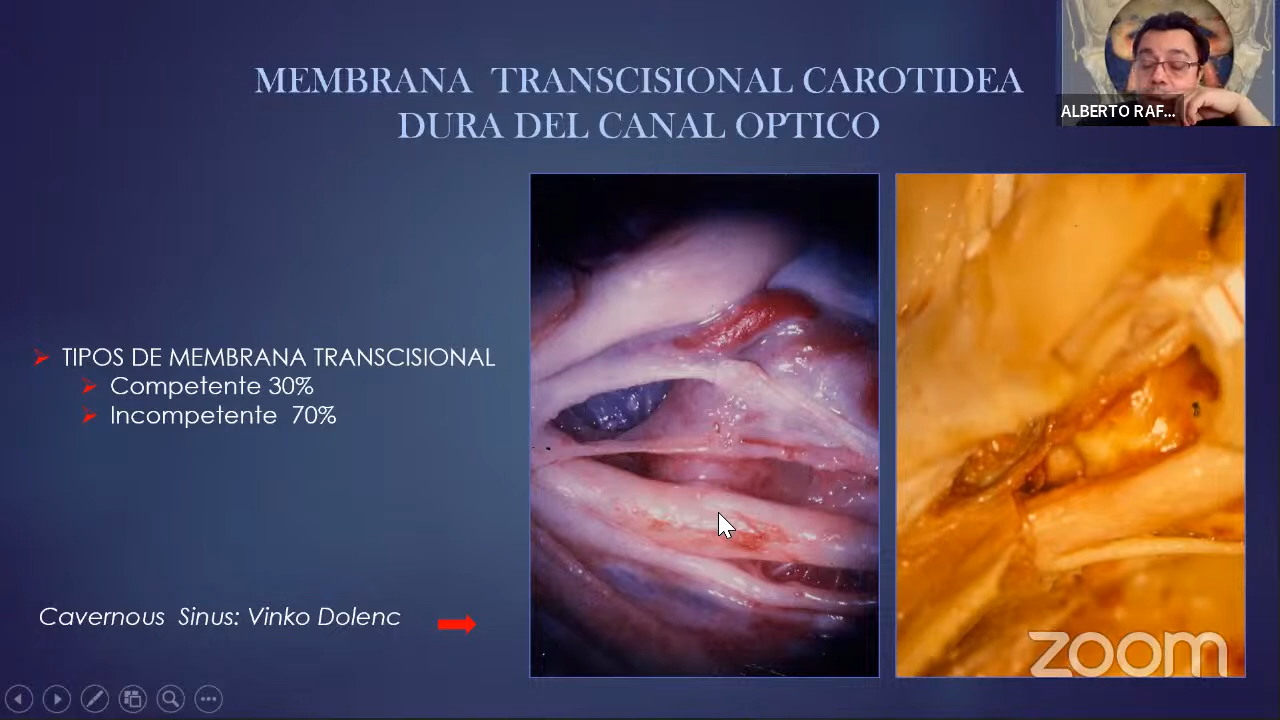 MEMBRANA TRANSCISIONAL CAROTIDEA
DURA DEL CANAL OPTICO
ALBERTO RAF...
TIPOS DE MEMBRANA TRANSCISIONAL
Competente 30%
Incompetente 70%
Cavernous Sinus: Vinko Dolenc
zoom